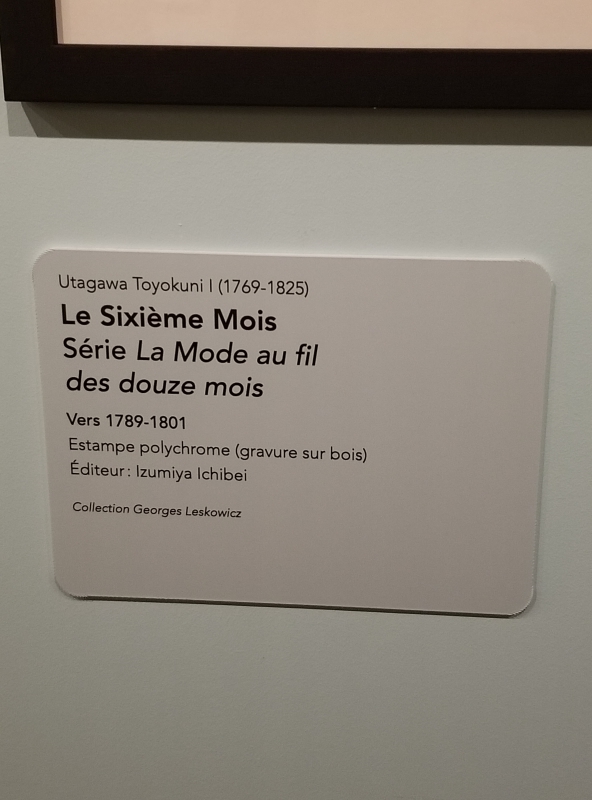 Utagawa Toyokuni I (1769-1825)
Le Sixième Mois
Série La Mode au fil
des douze mois
Vers 1789-1801
Estampe polychrome (gravure sur bois)
Éditeur : Izumiya Ichibei
Collection Georges Leskowicz